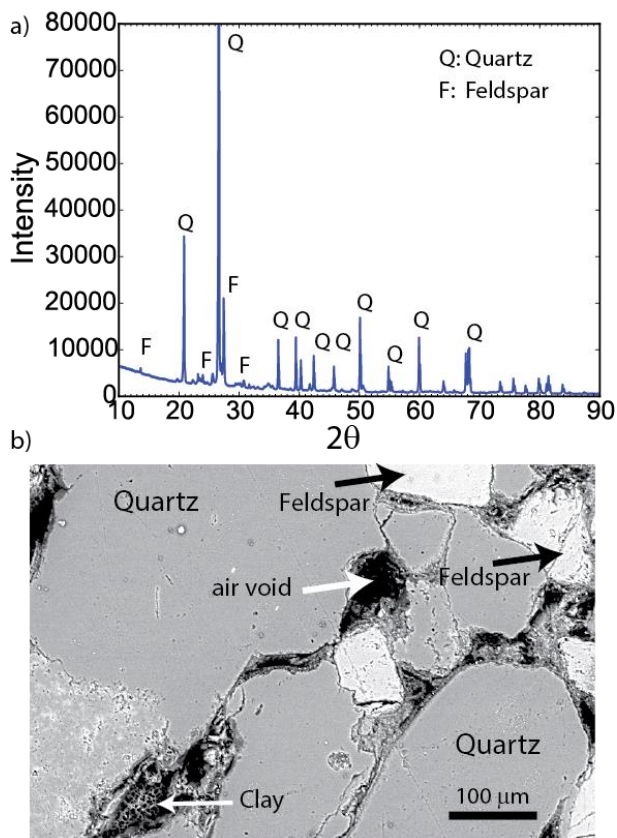 a)
80000
70000
60000
50000
40000
30000
20000
10000
0
Intensity
Q
Q: Quartz
F: Feldspar
Q
F
F
F
F
Q
Q
Q
Q
Q
Q
Q
Q
10 20 30 40 50 60 70 80 90
2θ
b)
Quartz
Feldspar
air void
Feldspar
Quartz
Clay
100 μm